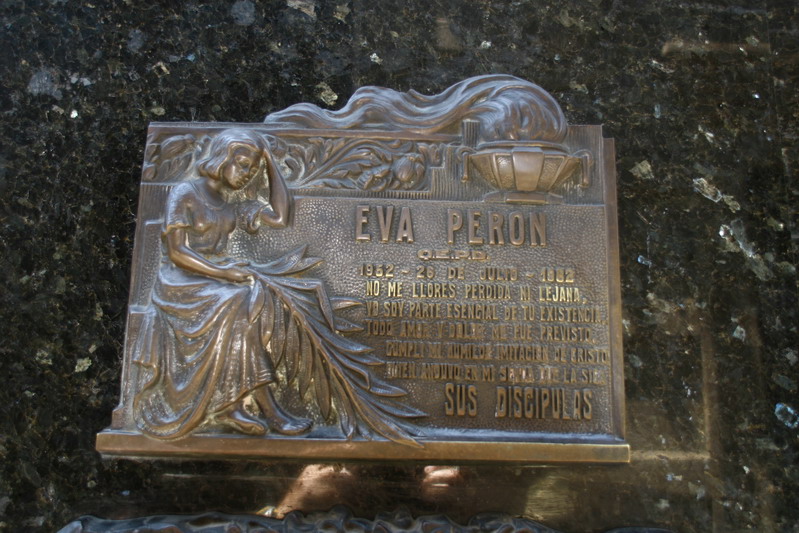 EVA PERON
Q.E.P.D.
1952 - 26 DE JULIO - 1982
NO ME LLORES PERDIDA NI LEJANA,
YO SOY PARTE ESENCIAL DE TU EXISTENCIA,
TODO AMOR Y DOLOR ME FUE PREVISTO,
CUMPLI MI HUMILDE IMITACION DE CRISTO
QUIEN ANDUVO EN MI SENDA QUE LA SIGA
SUS DISCIPULAS